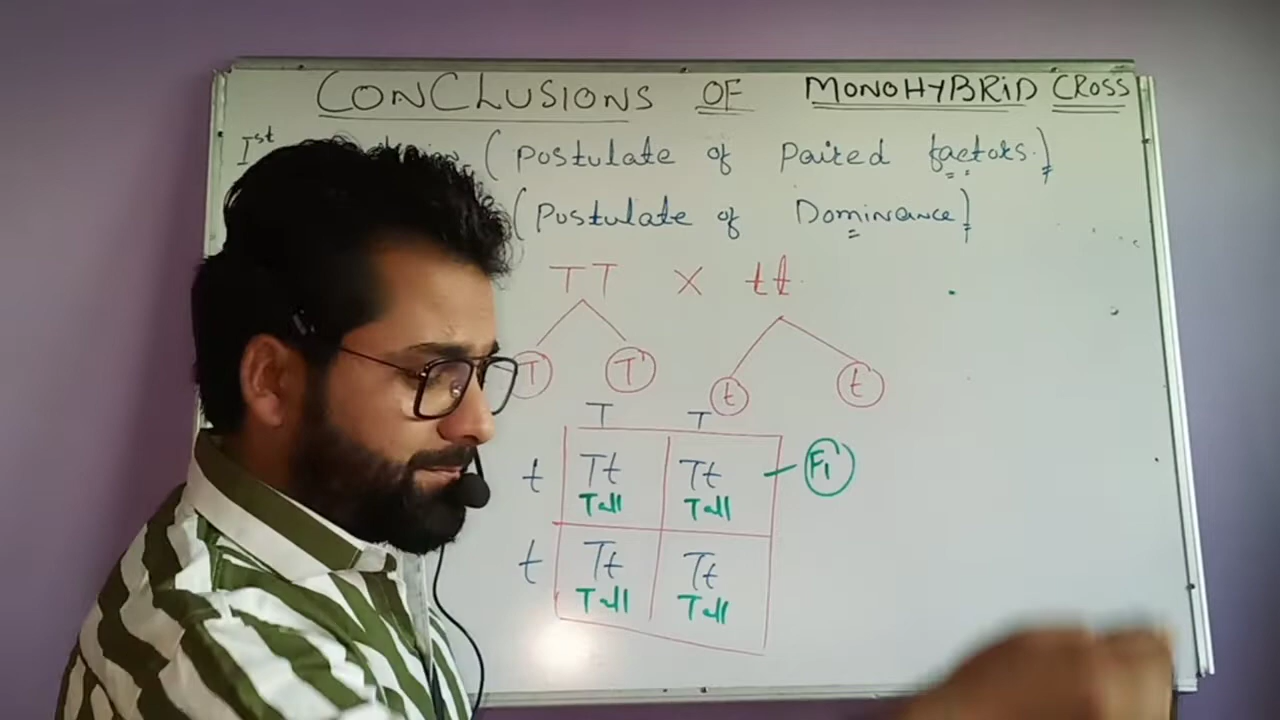 CONCLUSIONS OF MONOHYBRID CROSS
Ist (Postulate of Paired factors.)
(Postulate of Dominance)
TT X tt
T T t t
T T
t Tt Tt F1
Tall Tall
t Tt Tt
Tall Tall